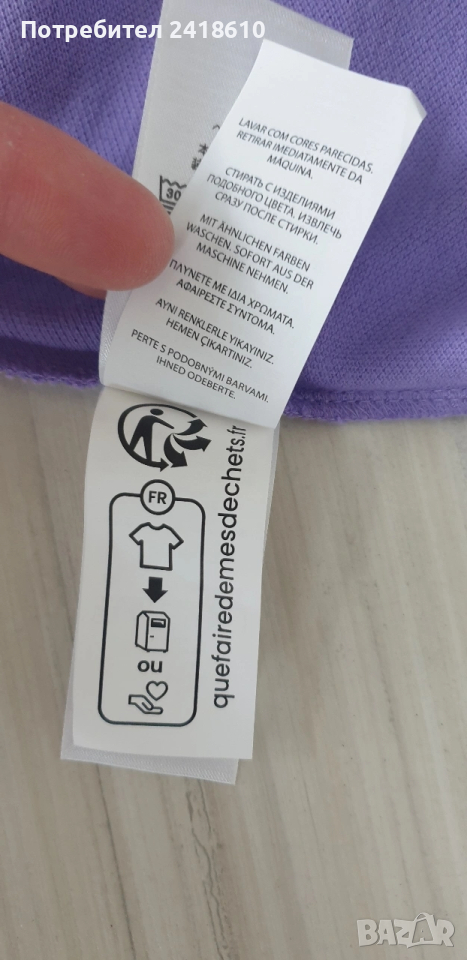 Потребител 2418610
30
LAVAR COM CORES PARECIDAS.
RETIRAR IMEDIATAMENTE DA
MÁQUINA.
СТИРАТЬ С ИЗДЕЛИЯМИ
ПОДОБНОГО ЦВЕТА. ИЗВЛЕЧЬ
СРАЗУ ПОСЛЕ СТИРКИ.
MIT ÄHNLICHEN FARBEN
WASCHEN. SOFORT AUS DER
MASCHINE NEHMEN.
ΠΛΥΝΕΤΕ ΜΕ ΙΔΙΑ ΧΡΩΜΑΤΑ.
ΑΦΑΙΡΕΣΤΕ ΣΥΝΤΟΜΑ.
AYNI RENKLERLE YIKAYINIZ.
HEMEN ÇIKARTINIZ.
PERTE S PODOBNÝMI BARVAMI.
IHNED ODEBERTE.
FR
ou
quefairedemesdechets.fr
BAZAR